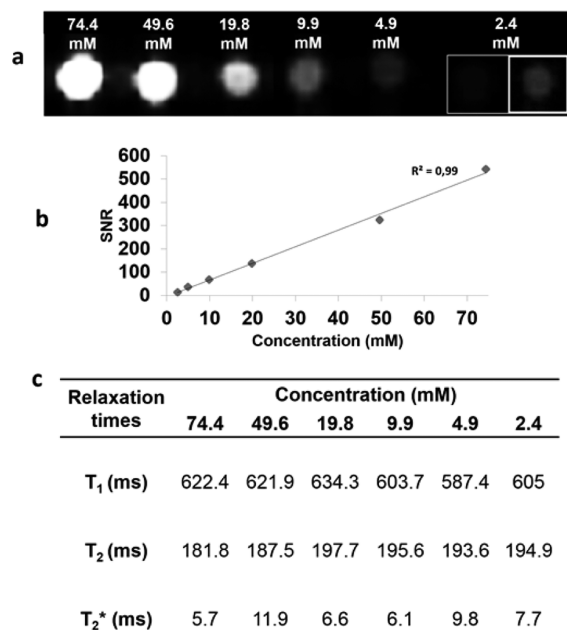 74.4 49.6 19.8 9.9 4.9 2.4
mM mM mM mM mM mM
a
b
600
500
400
300
200
100
0
SNR
R² = 0,99
0 10 20 30 40 50 60 70
Concentration (mM)
c
Relaxation times
Concentration (mM)
74.4 49.6 19.8 9.9 4.9 2.4
T₁ (ms) 622.4 621.9 634.3 603.7 587.4 605
T₂ (ms) 181.8 187.5 197.7 195.6 193.6 194.9
T₂* (ms) 5.7 11.9 6.6 6.1 9.8 7.7